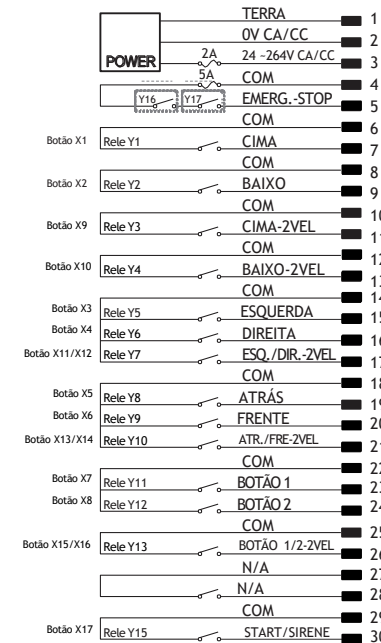 TERRA 1
0V CA/CC 2
POWER 2A 24 ~264V CA/CC 3
5A COM 4
Y16 Y17 EMERG.-STOP 5
COM 6
Botão X1 Rele Y1 CIMA 7
COM 8
Botão X2 Rele Y2 BAIXO 9
COM 10
Botão X9 Rele Y3 CIMA-2VEL 11
COM 12
Botão X10 Rele Y4 BAIXO-2VEL 13
COM 14
Botão X3 Rele Y5 ESQUERDA 15
Botão X4 Rele Y6 DIREITA 16
Botão X11/X12 Rele Y7 ESQ./DIR.-2VEL 17
COM 18
Botão X5 Rele Y8 ATRÁS 19
Botão X6 Rele Y9 FRENTE 20
Botão X13/X14 Rele Y10 ATR./FRE-2VEL 21
COM 22
Botão X7 Rele Y11 BOTÃO 1 23
Botão X8 Rele Y12 BOTÃO 2 24
COM 25
Botão X15/X16 Rele Y13 BOTÃO 1/2-2VEL 26
N/A 27
N/A 28
COM 29
Botão X17 Rele Y15 START/SIRENE 30